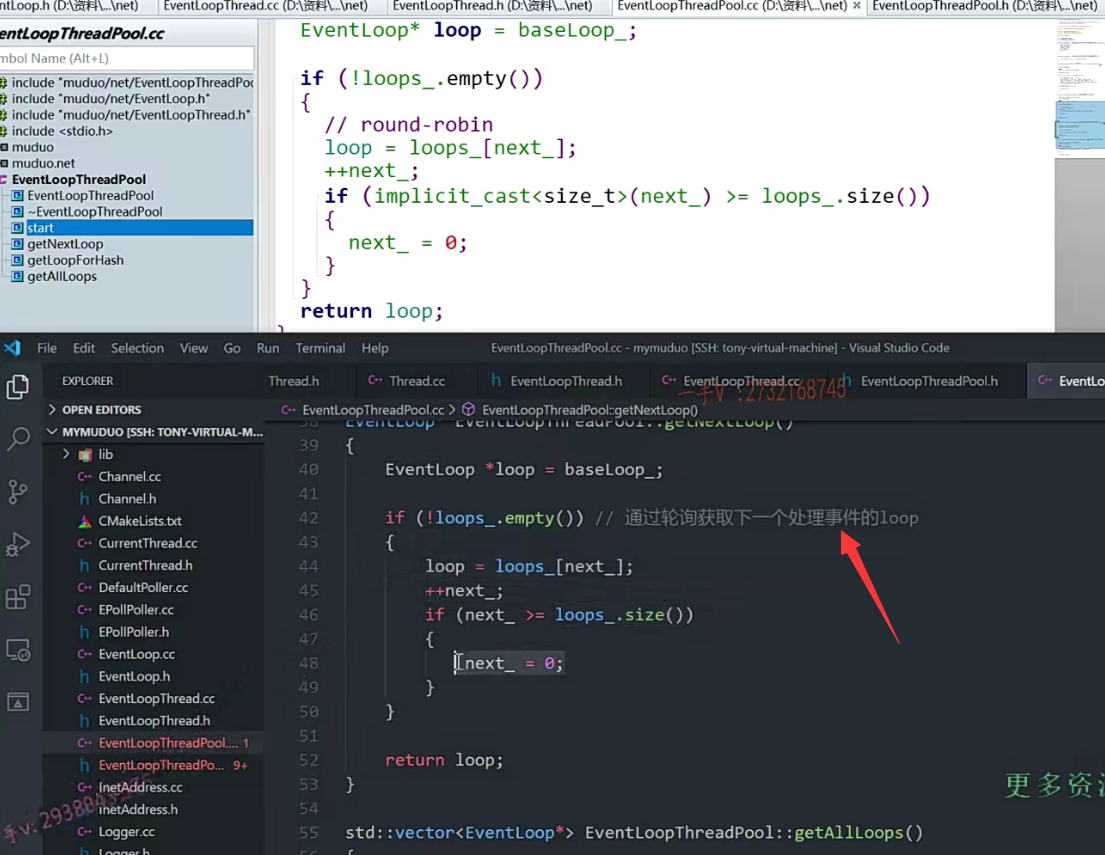 ntLoop.h (D:\资料\...\net) EventLoopThread.cc (D:\资料\...\net) EventLoopThread.h (D:\资料\...\net) EventLoopThreadPool.cc (D:\资料\...\net) × EventLoopThreadPool.h (D:\资料\...\net)
entLoopThreadPool.cc
mbol Name (Alt+L)
include "muduo/net/EventLoopThreadPoo
include "muduo/net/EventLoop.h"
include "muduo/net/EventLoopThread.h"
include <stdio.h>
muduo
muduo.net
EventLoopThreadPool
EventLoopThreadPool
~EventLoopThreadPool
start
getNextLoop
getLoopForHash
getAllLoops
EventLoop* loop = baseLoop_;
if (!loops_.empty())
{
// round-robin
loop = loops_[next_];
++next_;
if (implicit_cast<size_t>(next_) >= loops_.size())
{
next_ = 0;
}
}
return loop;
File Edit Selection View Go Run Terminal Help EventLoopThreadPool.cc - mymuduo [SSH: tony-virtual-machine] - Visual Studio Code
EXPLORER
OPEN EDITORS
MYMUDUO [SSH: TONY-VIRTUAL-M...
lib
C++ Channel.cc
h Channel.h
CMakeLists.txt
C++ CurrentThread.cc
h CurrentThread.h
C++ DefaultPoller.cc
C++ EPollPoller.cc
h EPollPoller.h
C++ EventLoop.cc
h EventLoop.h
C++ EventLoopThread.cc
h EventLoopThread.h
C++ EventLoopThreadPool.... 1
h EventLoopThreadPo... 9+
C++ InetAddress.cc
h InetAddress.h
C++ Logger.cc
h Logger.h
Thread.h C++ Thread.cc h EventLoopThread.h C++ EventLoopThread.cc h EventLoopThreadPool.h C++ EventLo
一手V :2732168745
C++ EventLoopThreadPool.cc > EventLoopThreadPool::getNextLoop()
38 EventLoop *EventLoopThreadPool::getNextLoop()
39 {
40 EventLoop *loop = baseLoop_;
41
42 if (!loops_.empty()) // 通过轮询获取下一个处理事件的loop
43 {
44 loop = loops_[next_];
45 ++next_;
46 if (next_ >= loops_.size())
47 {
48 next_ = 0;
49 }
50 }
51
52 return loop;
53 }
54
55 std::vector<EventLoop*> EventLoopThreadPool::getAllLoops()
更多资